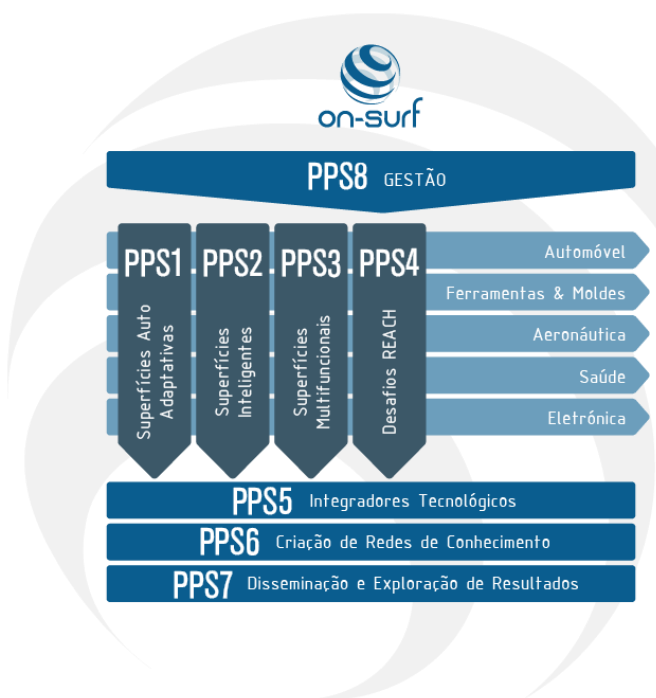 on-surf
PPS8 GESTÃO
PPS1 PPS2 PPS3 PPS4
Superfícies Auto
Adaptativas
Superfícies
Inteligentes
Superfícies
Multifuncionais
Desafios REACH
Automóvel
Ferramentas & Moldes
Aeronáutica
Saúde
Eletrónica
PPS5 Integradores Tecnológicos
PPS6 Criação de Redes de Conhecimento
PPS7 Disseminação e Exploração de Resultados